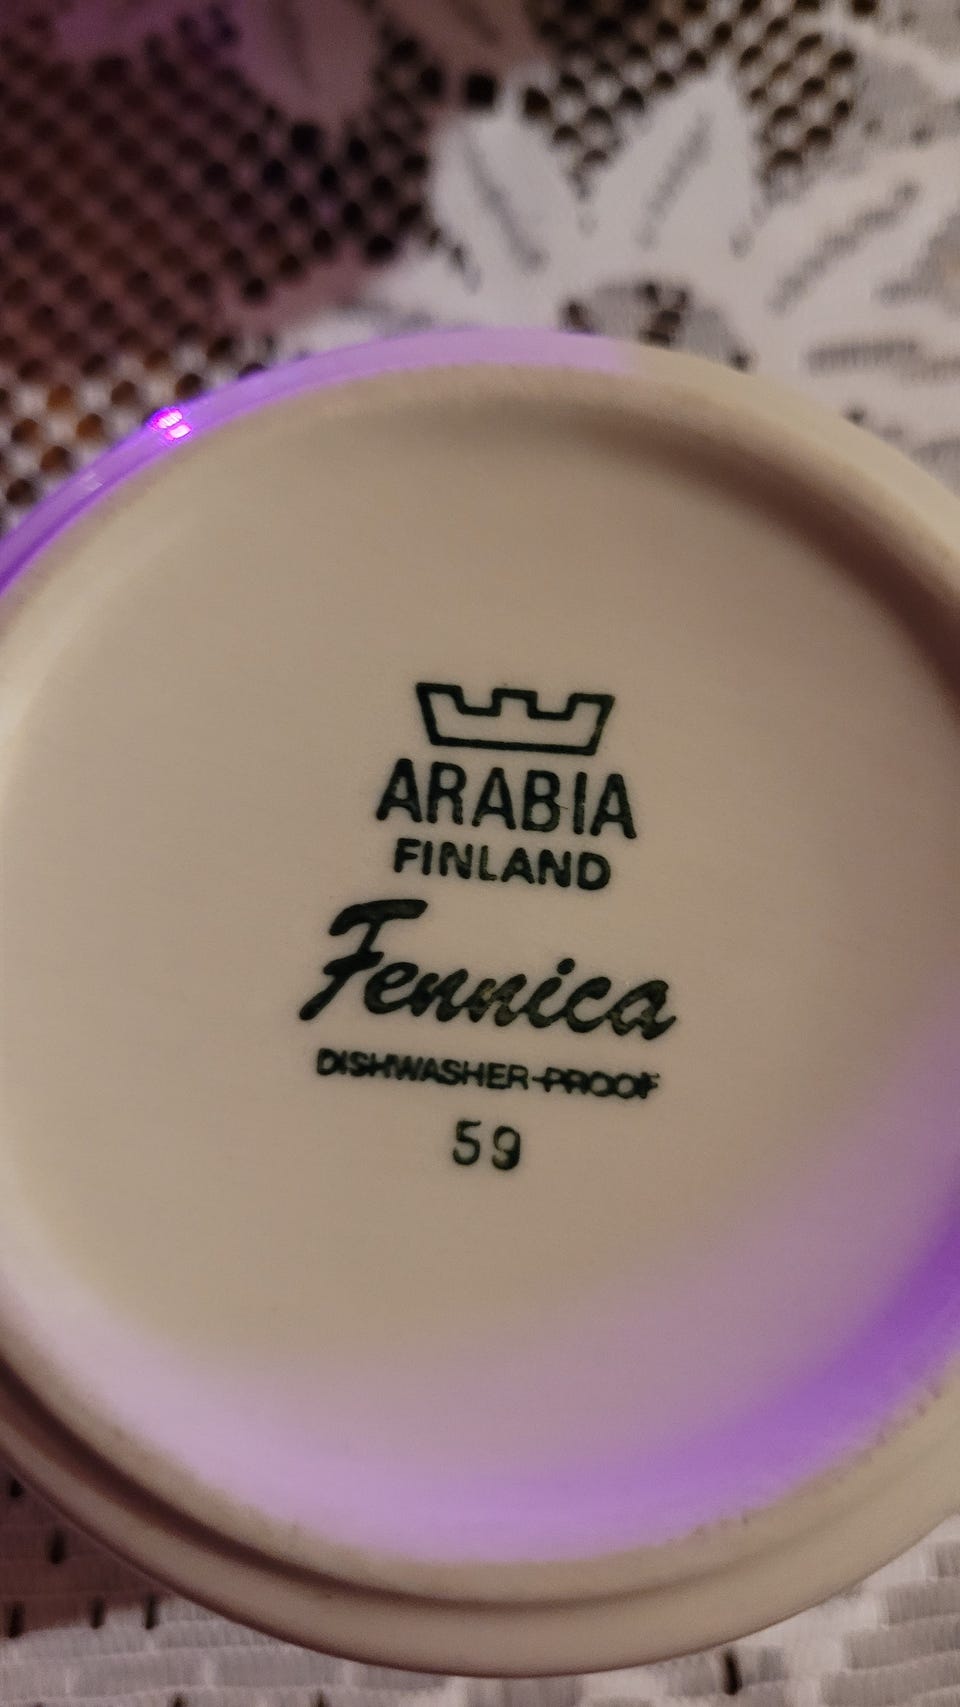 ARABIA
FINLAND
Fennica
DISHWASHER-PROOF
59